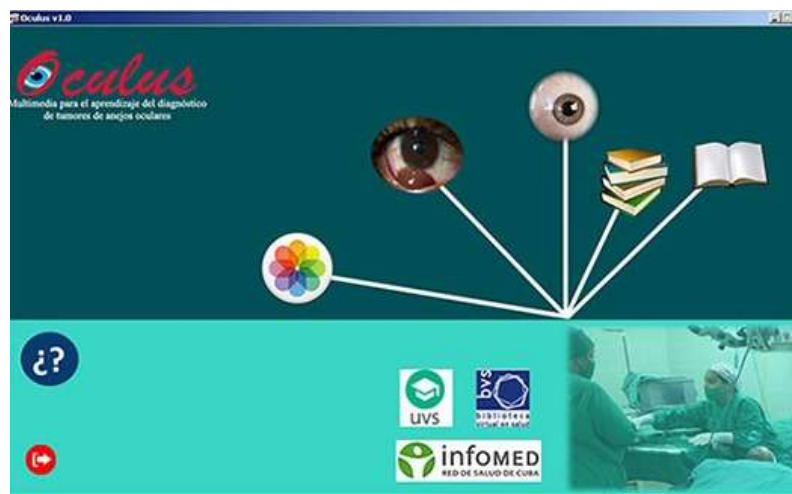 Oculus v1.0
Oculus
Multimedia para el aprendizaje del diagnóstico
de tumores de anejos oculares
¿?
UVS
bvs
biblioteca
virtual en salud
infOMED
RED DE SALUD DE CUBA